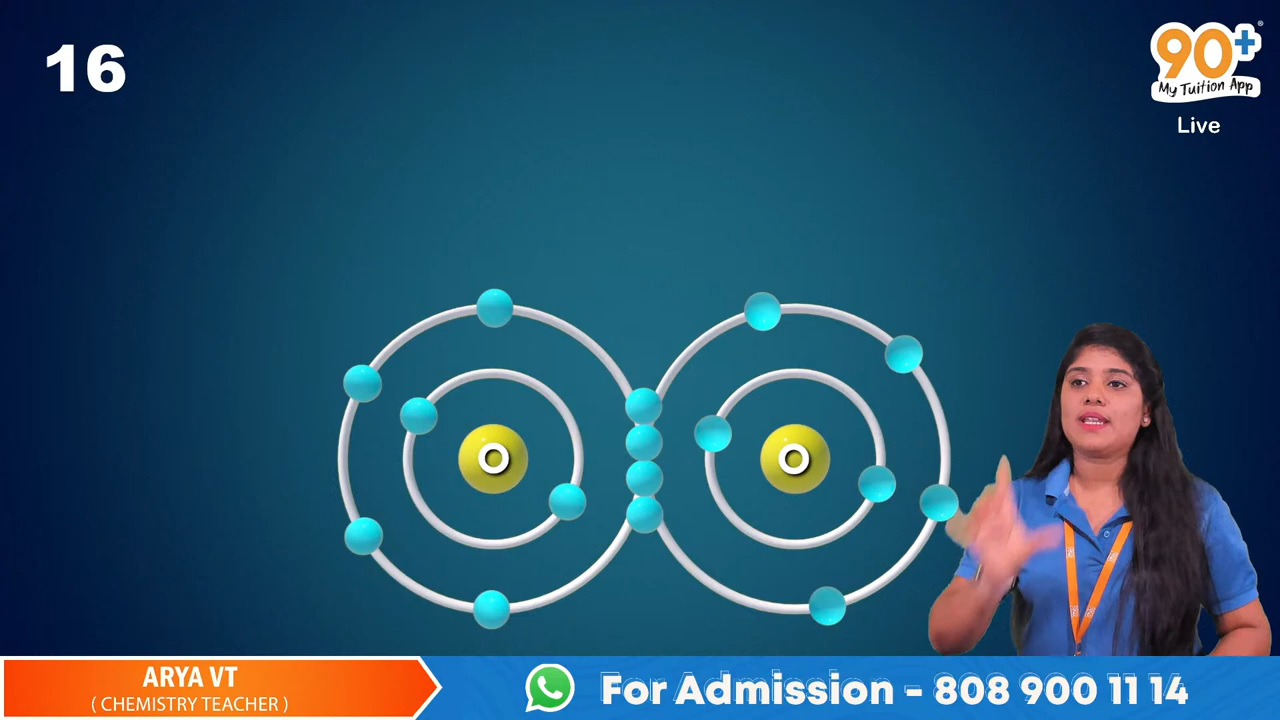 16
90+
My Tuition App
Live
O
O
ARYA VT
( CHEMISTRY TEACHER )
For Admission - 808 900 11 14